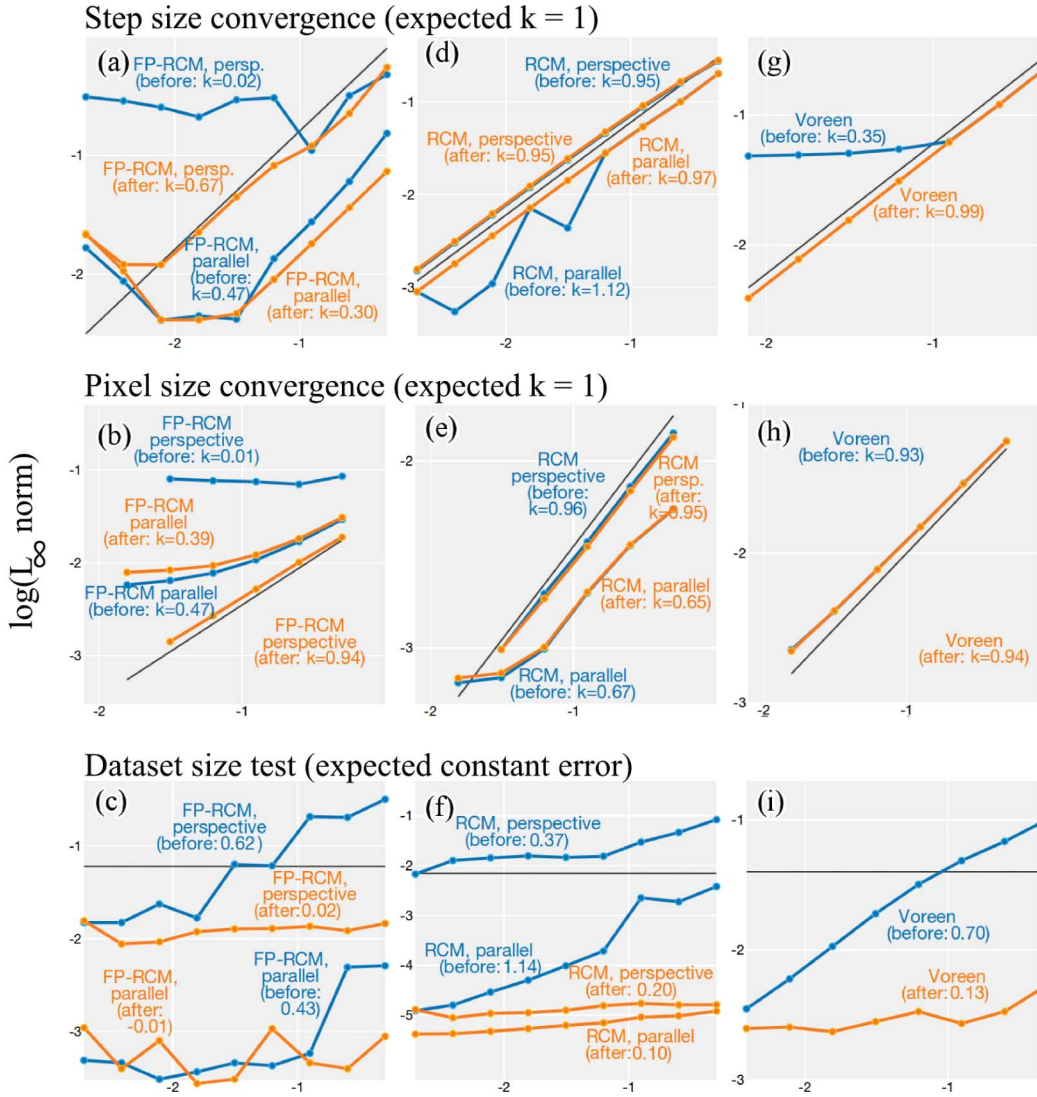 Step size convergence (expected k = 1)
(a)
FP-RCM, persp.
(before: k=0.02)
FP-RCM, persp.
(after: k=0.67)
FP-RCM,
parallel
(before:
k=0.47)
FP-RCM,
parallel
(after:
k=0.30)
-1
-2
-2
-1
(d)
RCM, perspective
(before: k=0.95)
RCM, perspective
(after: k=0.95)
RCM,
parallel
(after: k=0.97)
RCM, parallel
(before: k=1.12)
-1
-2
-3
-2
-1
(g)
Voreen
(before: k=0.35)
Voreen
(after: k=0.99)
-1
-2
-2
-1
Pixel size convergence (expected k = 1)
log(L∞ norm)
(b)
FP-RCM
perspective
(before: k=0.01)
FP-RCM
parallel
(after: k=0.39)
FP-RCM parallel
(before: k=0.47)
FP-RCM
perspective
(after: k=0.94)
-1
-2
-3
-2
-1
(e)
RCM
perspective
(before:
k=0.96)
RCM
persp.
(after:
k=0.95)
RCM, parallel
(after: k=0.65)
RCM, parallel
(before: k=0.67)
-2
-3
-2
-1
(h)
Voreen
(before: k=0.93)
Voreen
(after: k=0.94)
-1
-2
-3
-2
-1
Dataset size test (expected constant error)
(c)
FP-RCM,
perspective
(before: 0.62)
FP-RCM,
perspective
(after:0.02)
FP-RCM,
parallel
(after:
-0.01)
FP-RCM,
parallel
(before:
0.43)
-1
-2
-3
-2
-1
(f)
RCM, perspective
(before: 0.37)
RCM, parallel
(before: 1.14)
RCM, perspective
(after: 0.20)
RCM, parallel
(after: 0.10)
-1
-2
-3
-4
-5
-2
-1
(i)
Voreen
(before: 0.70)
Voreen
(after: 0.13)
-1
-2
-3
-2
-1